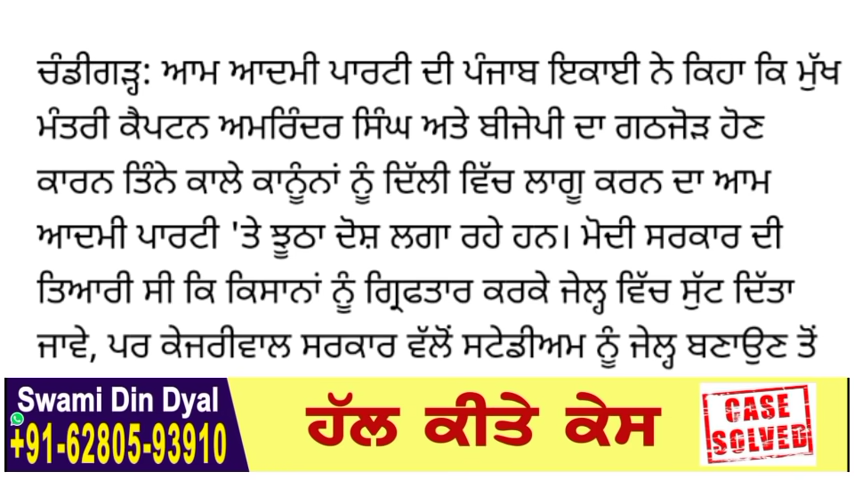 ਚੰਡੀਗੜ੍ਹ: ਆਮ ਆਦਮੀ ਪਾਰਟੀ ਦੀ ਪੰਜਾਬ ਇਕਾਈ ਨੇ ਕਿਹਾ ਕਿ ਮੁੱਖ
ਮੰਤਰੀ ਕੈਪਟਨ ਅਮਰਿੰਦਰ ਸਿੰਘ ਅਤੇ ਬੀਜੇਪੀ ਦਾ ਗਠਜੋੜ ਹੋਣ
ਕਾਰਨ ਤਿੰਨੇ ਕਾਲੇ ਕਾਨੂੰਨਾਂ ਨੂੰ ਦਿੱਲੀ ਵਿੱਚ ਲਾਗੂ ਕਰਨ ਦਾ ਆਮ
ਆਦਮੀ ਪਾਰਟੀ 'ਤੇ ਝੂਠਾ ਦੋਸ਼ ਲਗਾ ਰਹੇ ਹਨ। ਮੋਦੀ ਸਰਕਾਰ ਦੀ
ਤਿਆਰੀ ਸੀ ਕਿ ਕਿਸਾਨਾਂ ਨੂੰ ਗ੍ਰਿਫਤਾਰ ਕਰਕੇ ਜੇਲ੍ਹ ਵਿੱਚ ਸੁੱਟ ਦਿੱਤਾ
ਜਾਵੇ, ਪਰ ਕੇਜਰੀਵਾਲ ਸਰਕਾਰ ਵੱਲੋਂ ਸਟੇਡੀਅਮ ਨੂੰ ਜੇਲ੍ਹ ਬਣਾਉਣ ਤੋਂ
Swami Din Dyal
+91-62805-93910
ਹੱਲ ਕੀਤੇ ਕੇਸ
CASE
SOLVED